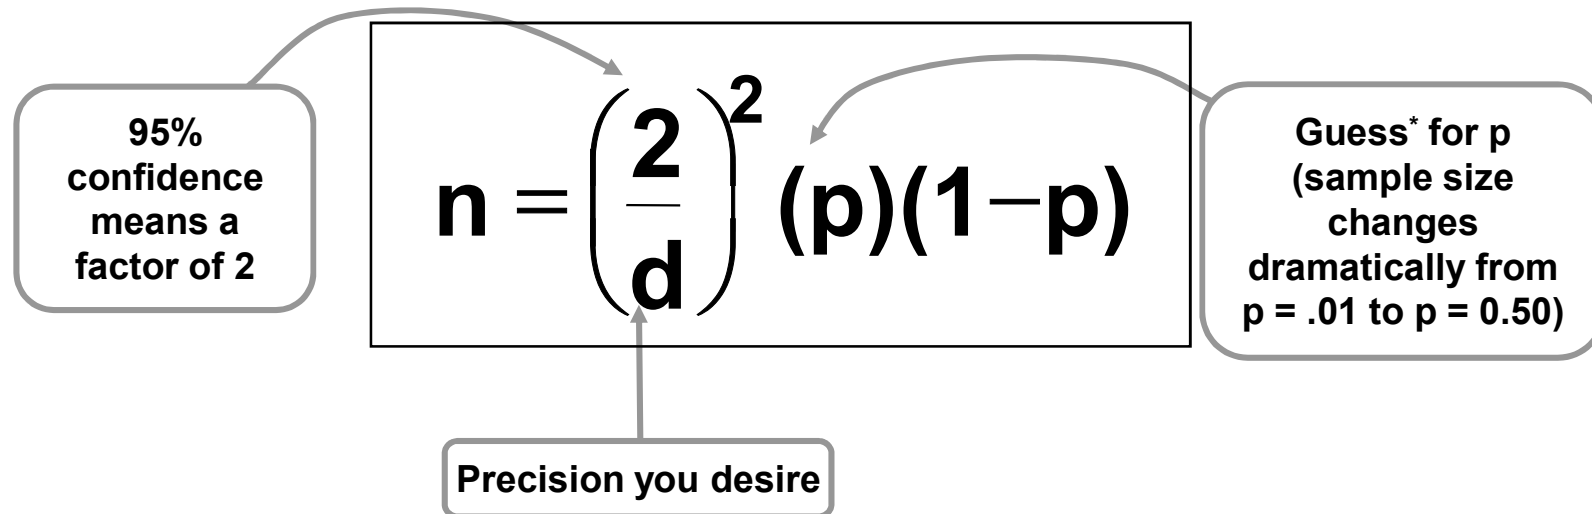 95%
confidence
means a
factor of 2
n = (2/d)² (p)(1−p)
Guess* for p
(sample size
changes
dramatically from
p = .01 to p = 0.50)
Precision you desire